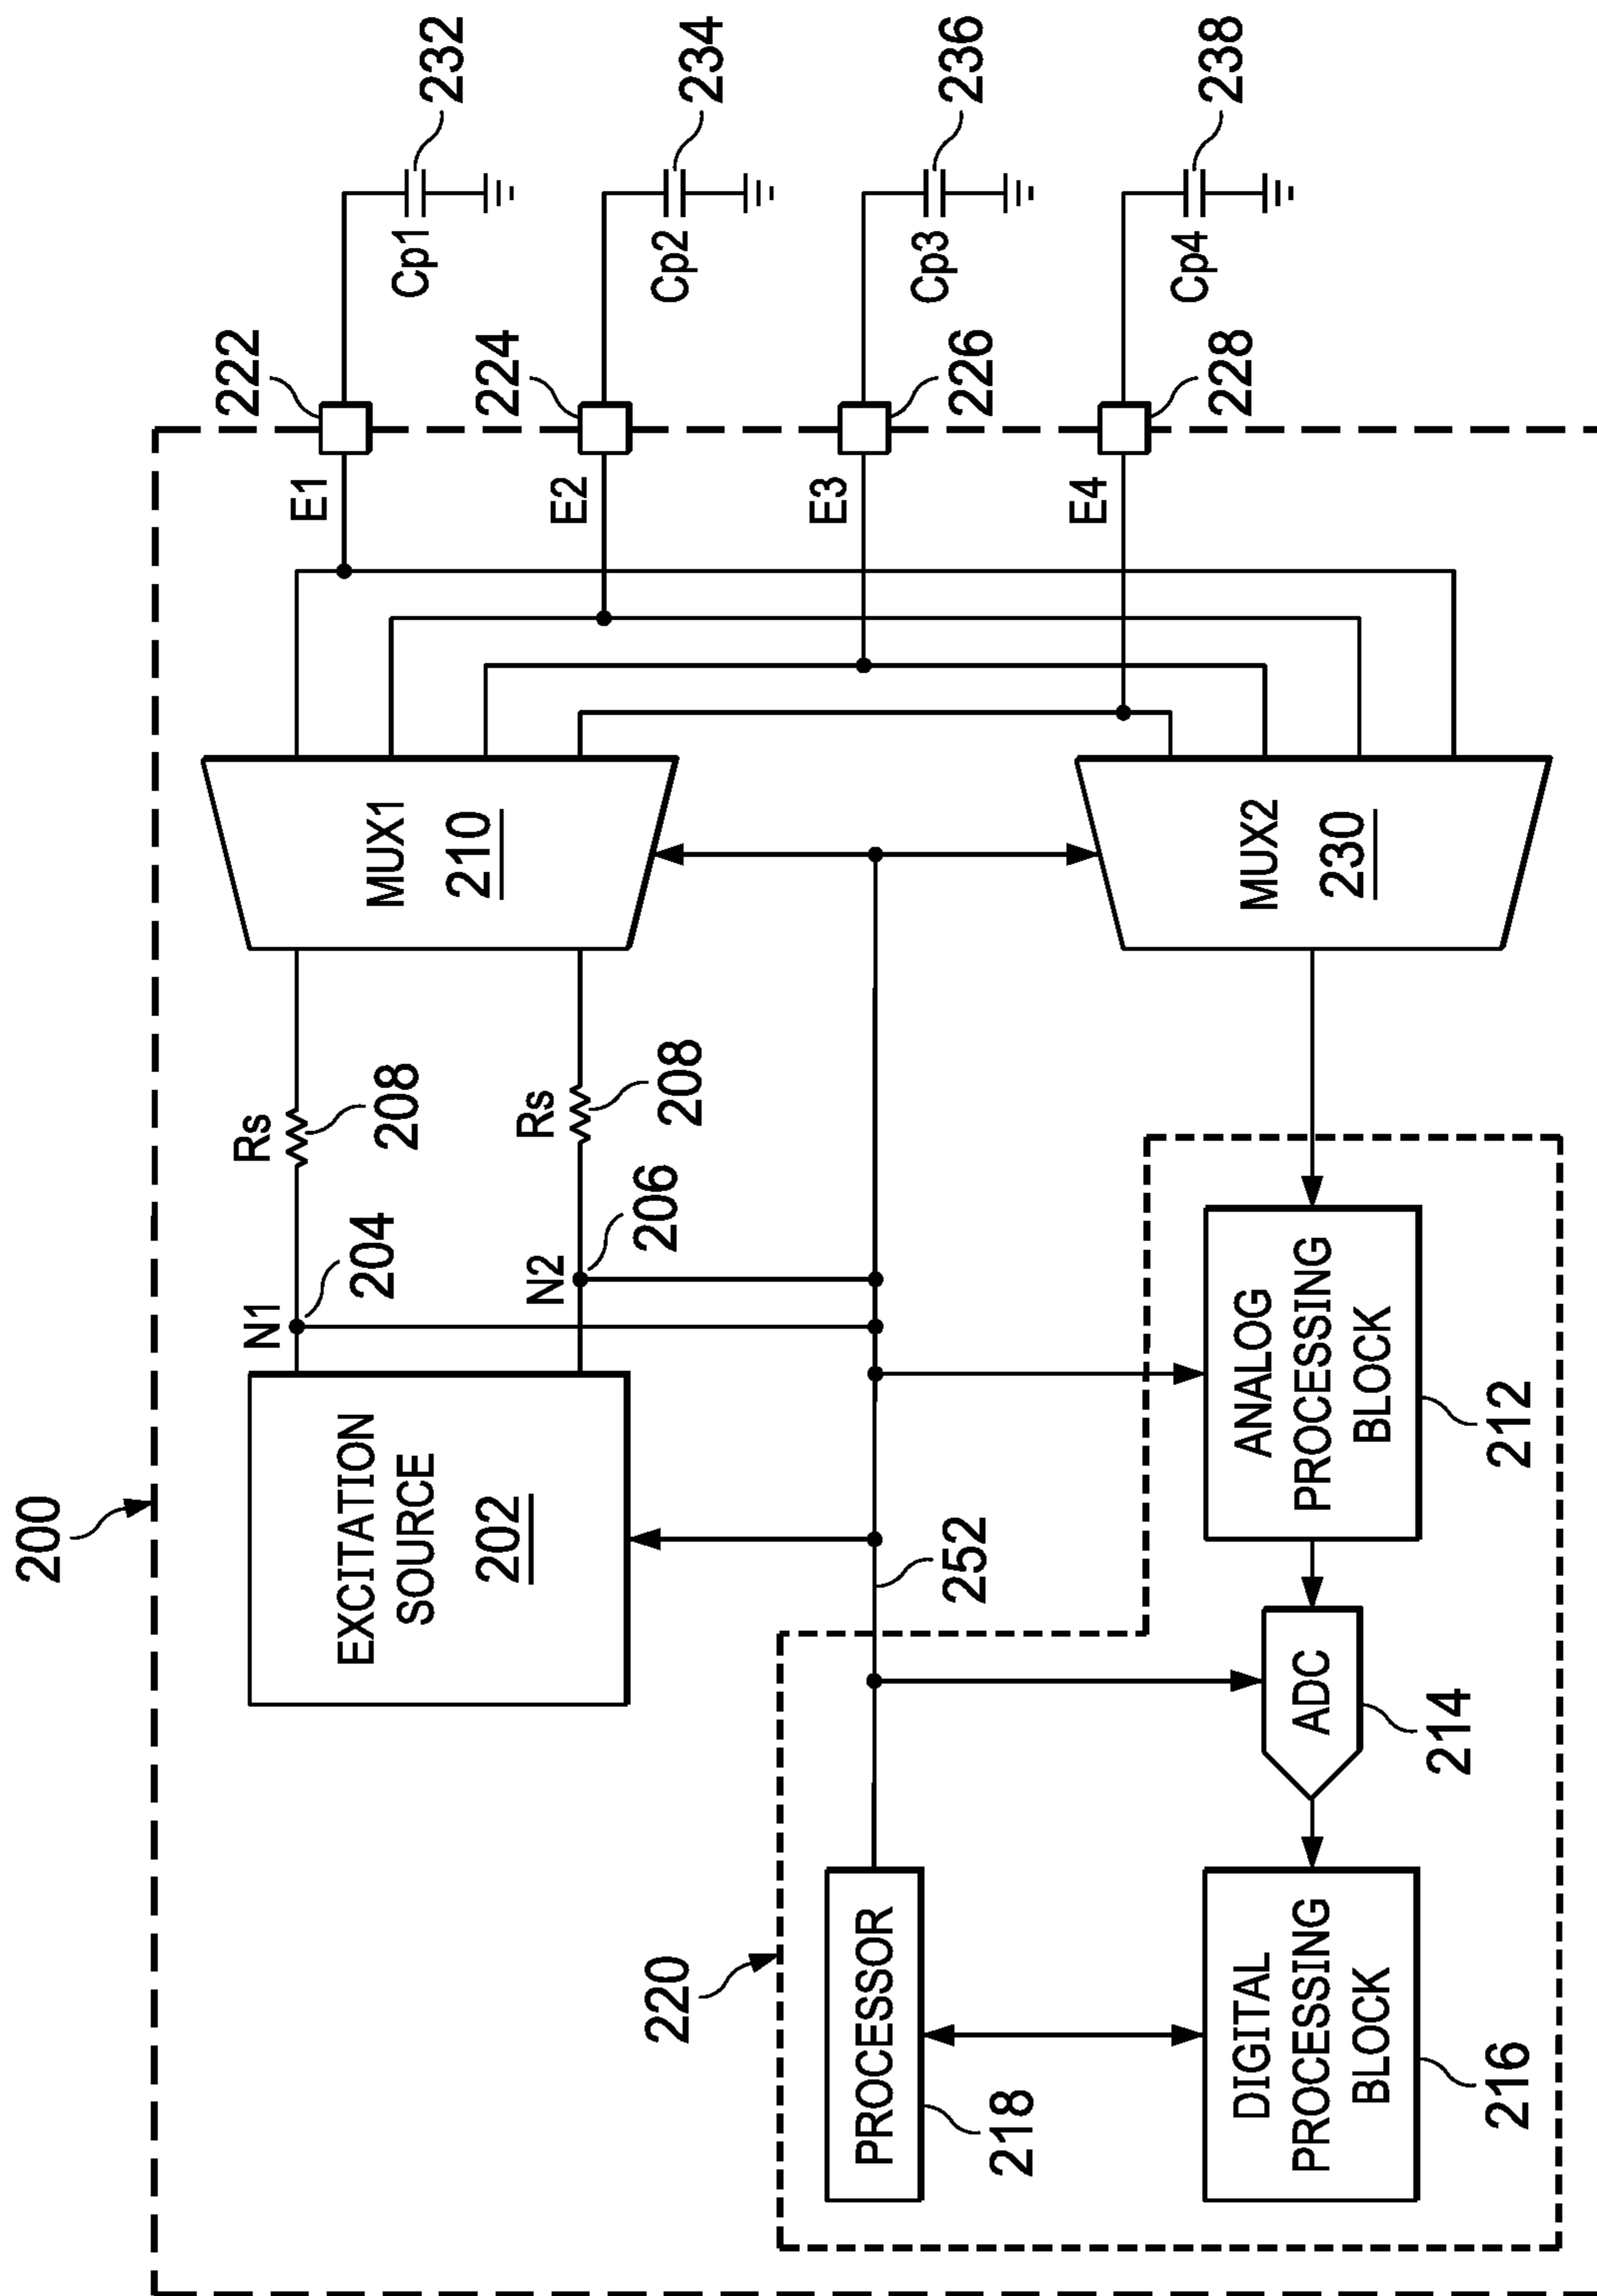 200
EXCITATION
SOURCE
202
N1
204
Rs
208
N2
206
Rs
208
MUX1
210
E1
222
Cp1
232
E2
224
Cp2
234
E3
226
Cp3
236
E4
228
Cp4
238
220
PROCESSOR
218
252
DIGITAL
PROCESSING
BLOCK
216
ADC
214
ANALOG
PROCESSING
BLOCK
212
MUX2
230